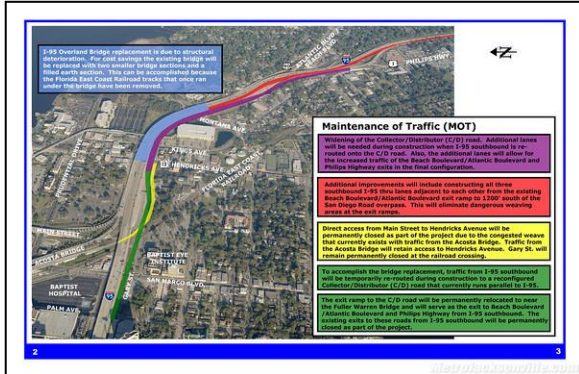 I-95 Overland Bridge replacement is due to structural
deterioration. For cost savings the existing bridge will
be replaced with two smaller bridge sections and a
filled earth section. This can be accomplished because
the Florida East Coast Railroad tracks that once ran
under the bridge have been removed.
ATLANTIC BLVD.
BEACH BLVD.
95
1
PHILIPS HWY.
N
MONTANA AVE.
KINGS AVE.
HENDRICKS AVE.
FLORIDA EAST COAST
RAILROAD
RIVERPLACE
MAIN STREET
ACOSTA BRIDGE
BAPTIST EYE
INSTITUTE
SAN MARCO BLVD.
GARY ST.
BAPTIST
HOSPITAL
PALM AVE.
95
Maintenance of Traffic (MOT)
Widening of the Collector/Distributor (C/D) road. Additional lanes
will be needed during construction when I-95 southbound is re-
routed onto the C/D road. Also, the additional lanes will allow for
the increased traffic of the Beach Boulevard/Atlantic Boulevard and
Philips Highway exits in the final configuration.
Additional improvements will include constructing all three
southbound I-95 thru lanes adjacent to each other from the existing
Beach Boulevard/Atlantic Boulevard exit ramp to 1200' south of the
San Diego Road overpass. This will eliminate dangerous weaving
areas at the exit ramps.
Direct access from Main Street to Hendricks Avenue will be
permanently closed as part of the project due to the congested weave
that currently exists with traffic from the Acosta Bridge. Traffic from
the Acosta Bridge will retain access to Hendricks Avenue. Gary St. will
remain permanently closed at the railroad crossing.
To accomplish the bridge replacement, traffic from I-95 southbound
will be temporarily re-routed during construction to a reconfigured
Collector/Distributor (C/D) road that currently runs parallel to I-95.
The exit ramp to the C/D road will be permanently relocated to near
the Fuller Warren Bridge and will serve as the exit to Beach Boulevard
/Atlantic Boulevard and Philips Highway from I-95 southbound. The
existing exits to these roads from I-95 southbound will be permanently
closed as part of the project.
2
3
MetroJacksonville.com